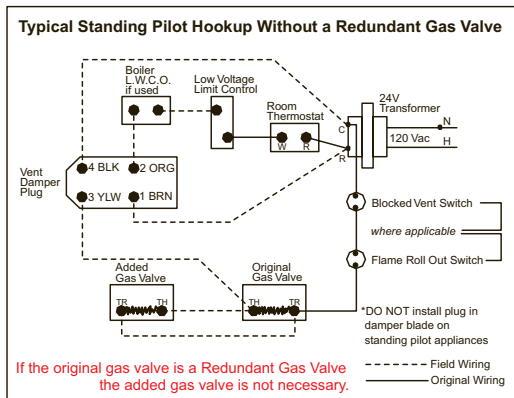 Typical Standing Pilot Hookup Without a Redundant Gas Valve
Boiler
L.W.C.O.
if used
Low Voltage
Limit Control
Room
Thermostat
W
R
24V
Transformer
C
R
N
120 Vac
H
Vent
Damper
Plug
4 BLK
2 ORG
3 YLW
1 BRN
Blocked Vent Switch
where applicable
Flame Roll Out Switch
Added
Gas Valve
TR
TH
Original
Gas Valve
TH
TR
*DO NOT install plug in
damper blade on
standing pilot appliances
If the original gas valve is a Redundant Gas Valve
the added gas valve is not necessary.
Field Wiring
Original Wiring